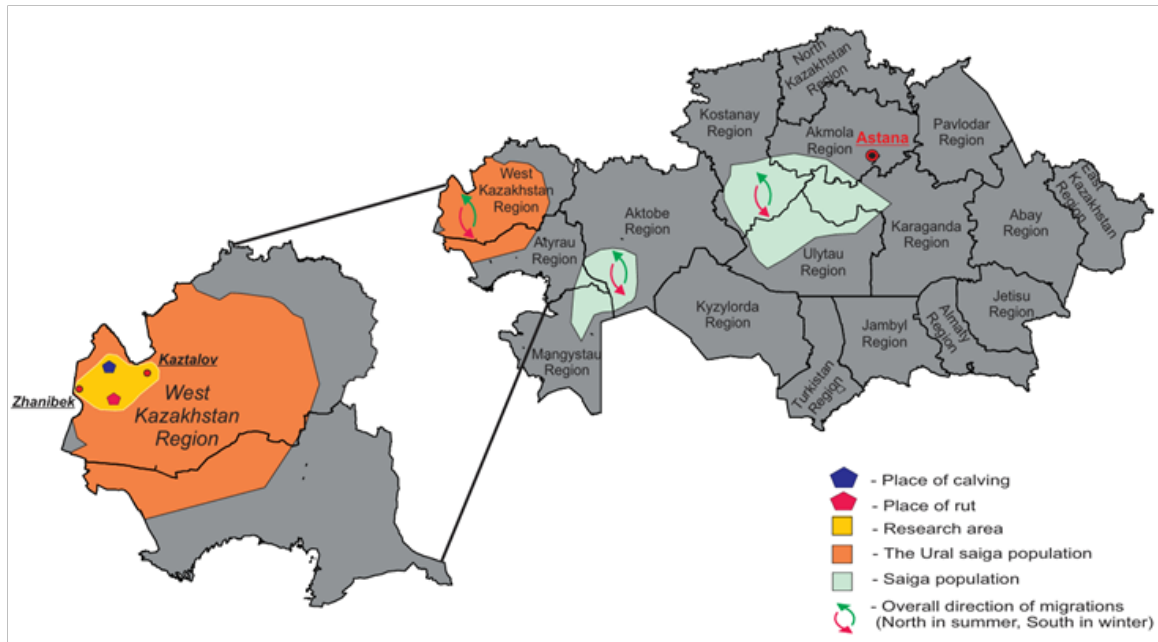 North
Kazakhstan
Region
Kostanay
Region
Akmola
Region
Astana
Pavlodar
Region
East
Kazakhstan
Region
West
Kazakhstan
Region
Aktobe
Region
Abay
Region
Karaganda
Region
Atyrau
Region
Ulytau
Region
Kyzylorda
Region
Jetisu
Region
Almaty
Region
Jambyl
Region
Mangystau
Region
Turkistan
Region
Kaztalov
Zhanibek
West
Kazakhstan
Region
- Place of calving
- Place of rut
- Research area
- The Ural saiga population
- Saiga population
- Overall direction of migrations
(North in summer, South in winter)